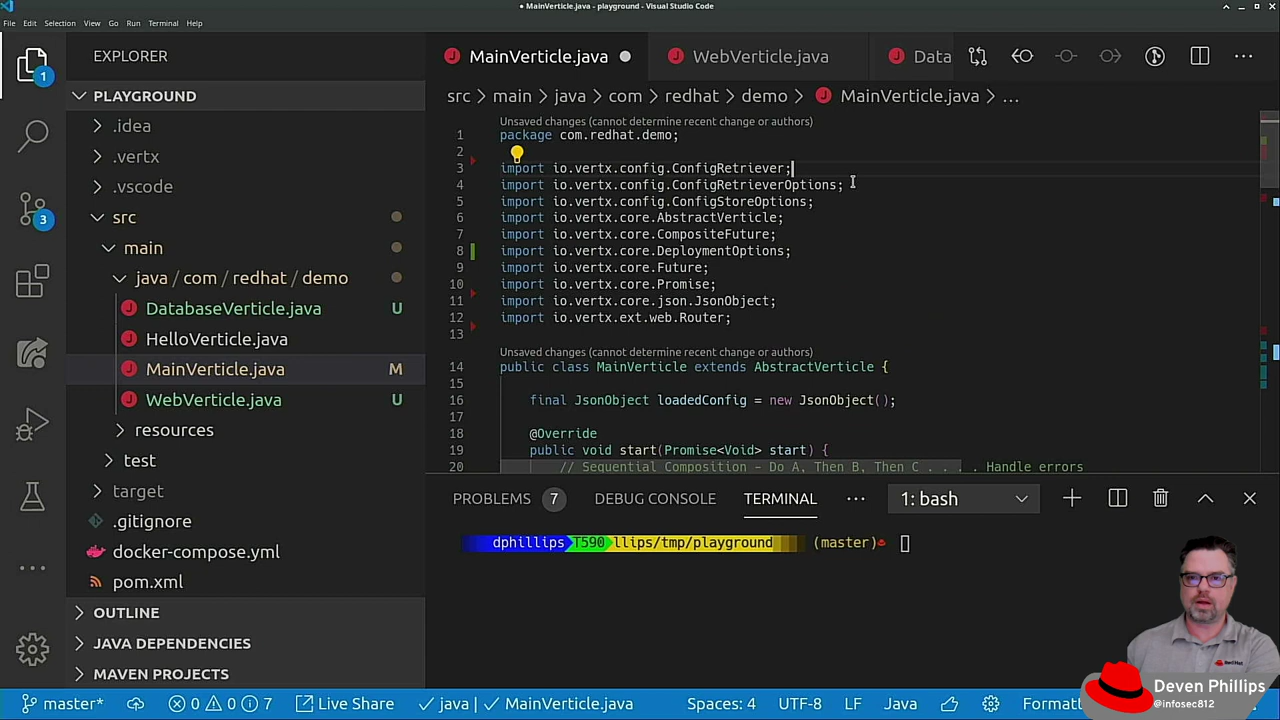 ● MainVerticle.java - playground - Visual Studio Code
File Edit Selection View Go Run Terminal Help
EXPLORER
MainVerticle.java ●
WebVerticle.java
Data
1
PLAYGROUND
src > main > java > com > redhat > demo > MainVerticle.java > ...
.idea
.vertx
.vscode
src
main
java / com / redhat / demo
DatabaseVerticle.java U
HelloVerticle.java
MainVerticle.java M
WebVerticle.java U
resources
test
target
.gitignore
docker-compose.yml
pom.xml
OUTLINE
JAVA DEPENDENCIES
MAVEN PROJECTS
3
Unsaved changes (cannot determine recent change or authors)
1 package com.redhat.demo;
2
3 import io.vertx.config.ConfigRetriever;
4 import io.vertx.config.ConfigRetrieverOptions;
5 import io.vertx.config.ConfigStoreOptions;
6 import io.vertx.core.AbstractVerticle;
7 import io.vertx.core.CompositeFuture;
8 import io.vertx.core.DeploymentOptions;
9 import io.vertx.core.Future;
10 import io.vertx.core.Promise;
11 import io.vertx.core.json.JsonObject;
12 import io.vertx.ext.web.Router;
13
Unsaved changes (cannot determine recent change or authors)
14 public class MainVerticle extends AbstractVerticle {
15
16 final JsonObject loadedConfig = new JsonObject();
17
18 @Override
19 public void start(Promise<Void> start) {
20 // Sequential Composition - Do A, Then B, Then C . . . . Handle errors
PROBLEMS 7 DEBUG CONSOLE TERMINAL ... 1: bash
dphillips T590 llips/tmp/playground (master)
Red Hat
Deven Phillips
@infosec812
master* 0 0 7 Live Share java | MainVerticle.java Spaces: 4 UTF-8 LF Java Formatt